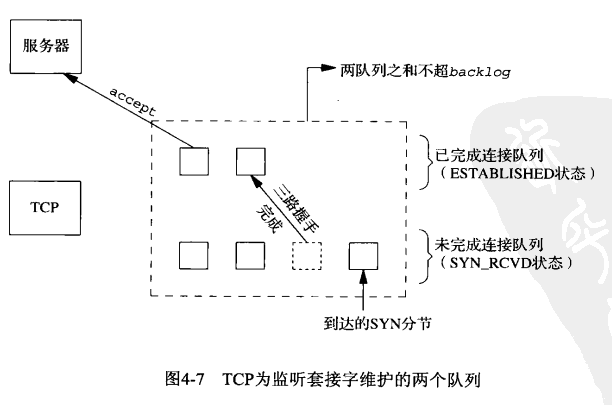 服务器
两队列之和不超backlog
accept
已完成连接队列
（ESTABLISHED状态）
三路握手
完成
TCP
未完成连接队列
（SYN_RCVD状态）
到达的SYN分节
图4-7 TCP为监听套接字维护的两个队列